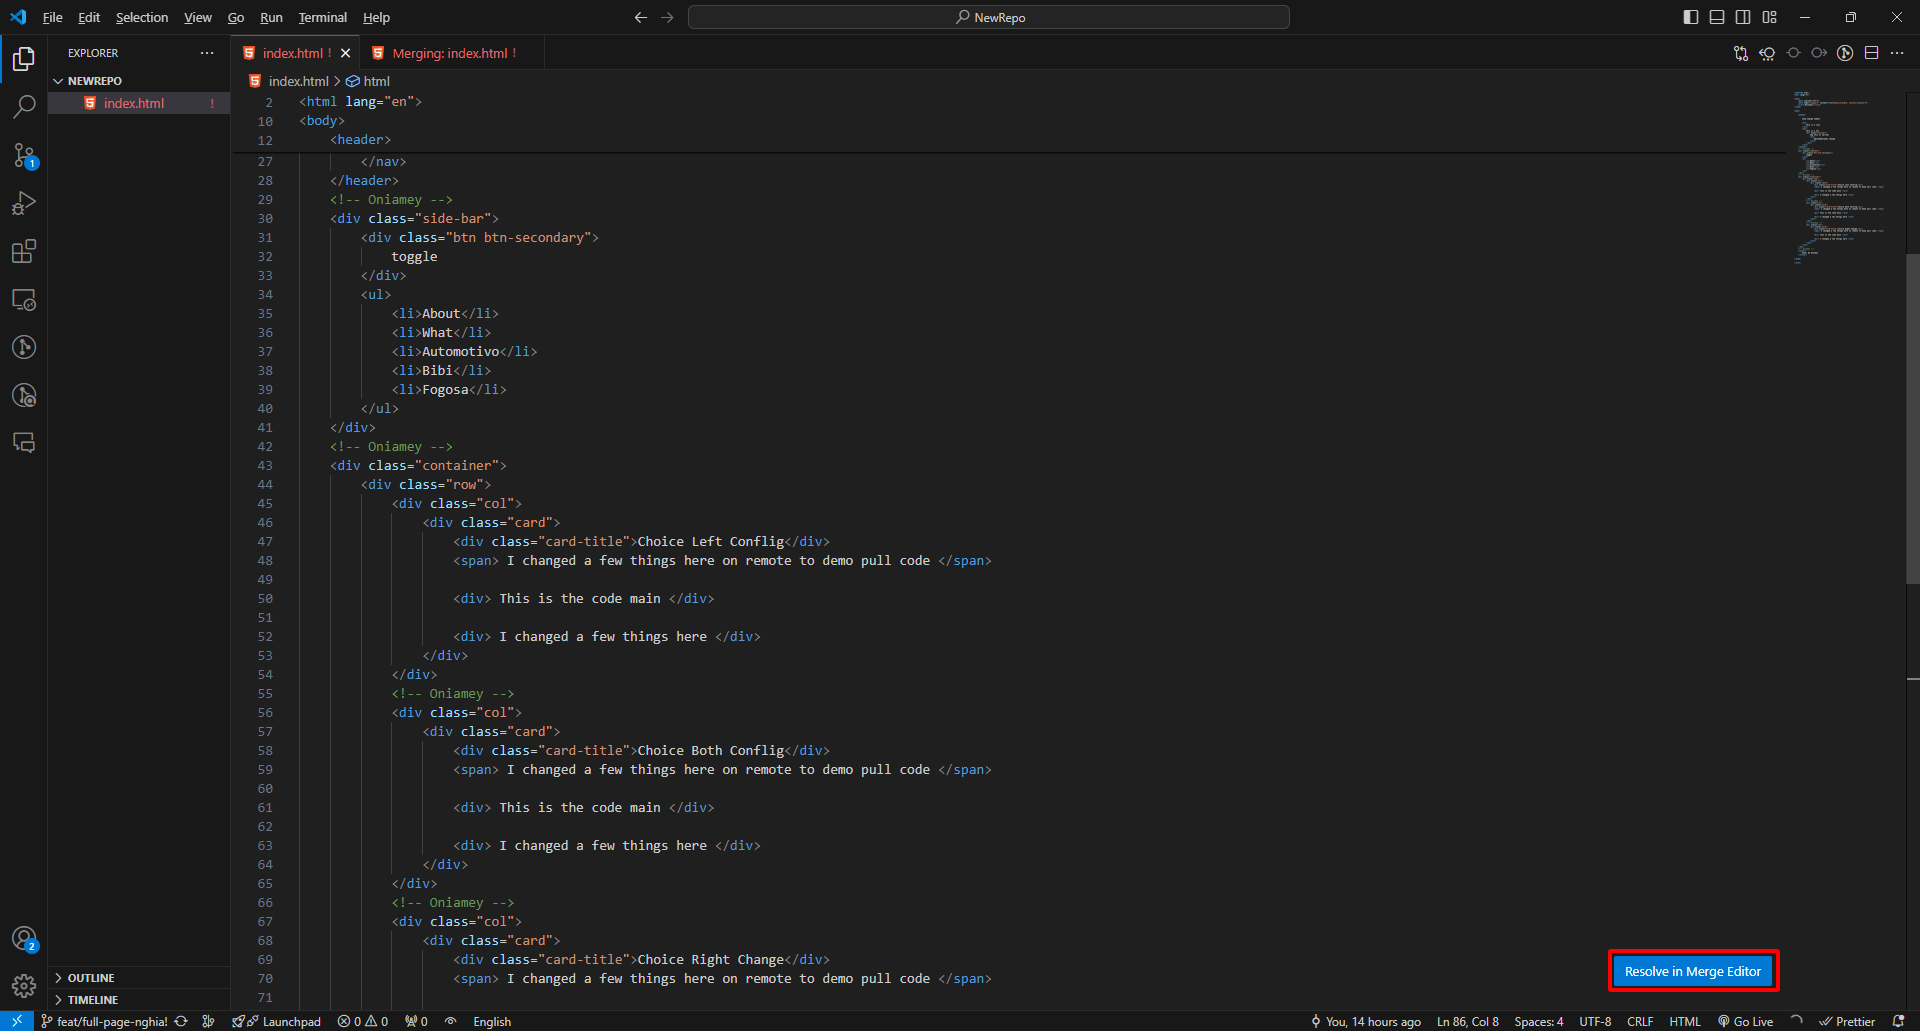 File Edit Selection View Go Run Terminal Help
NewRepo
EXPLORER
index.html !
Merging: index.html !
NEWREPO
index.html !
index.html > html
2 <html lang="en">
10 <body>
12 <header>
27 </nav>
28 </header>
29 <!-- Oniamey -->
30 <div class="side-bar">
31 <div class="btn btn-secondary">
32 toggle
33 </div>
34 <ul>
35 <li>About</li>
36 <li>What</li>
37 <li>Automotivo</li>
38 <li>Bibi</li>
39 <li>Fogosa</li>
40 </ul>
41 </div>
42 <!-- Oniamey -->
43 <div class="container">
44 <div class="row">
45 <div class="col">
46 <div class="card">
47 <div class="card-title">Choice Left Conflig</div>
48 <span> I changed a few things here on remote to demo pull code </span>
49
50 <div> This is the code main </div>
51
52 <div> I changed a few things here </div>
53 </div>
54 </div>
55 <!-- Oniamey -->
56 <div class="col">
57 <div class="card">
58 <div class="card-title">Choice Both Conflig</div>
59 <span> I changed a few things here on remote to demo pull code </span>
60
61 <div> This is the code main </div>
62
63 <div> I changed a few things here </div>
64 </div>
65 </div>
66 <!-- Oniamey -->
67 <div class="col">
68 <div class="card">
69 <div class="card-title">Choice Right Change</div>
70 <span> I changed a few things here on remote to demo pull code </span>
71
Resolve in Merge Editor
1
2
OUTLINE
TIMELINE
feat/full-page-nghia! Launchpad 0 0 0 English You, 14 hours ago Ln 86, Col 8 Spaces: 4 UTF-8 CRLF HTML Go Live Prettier